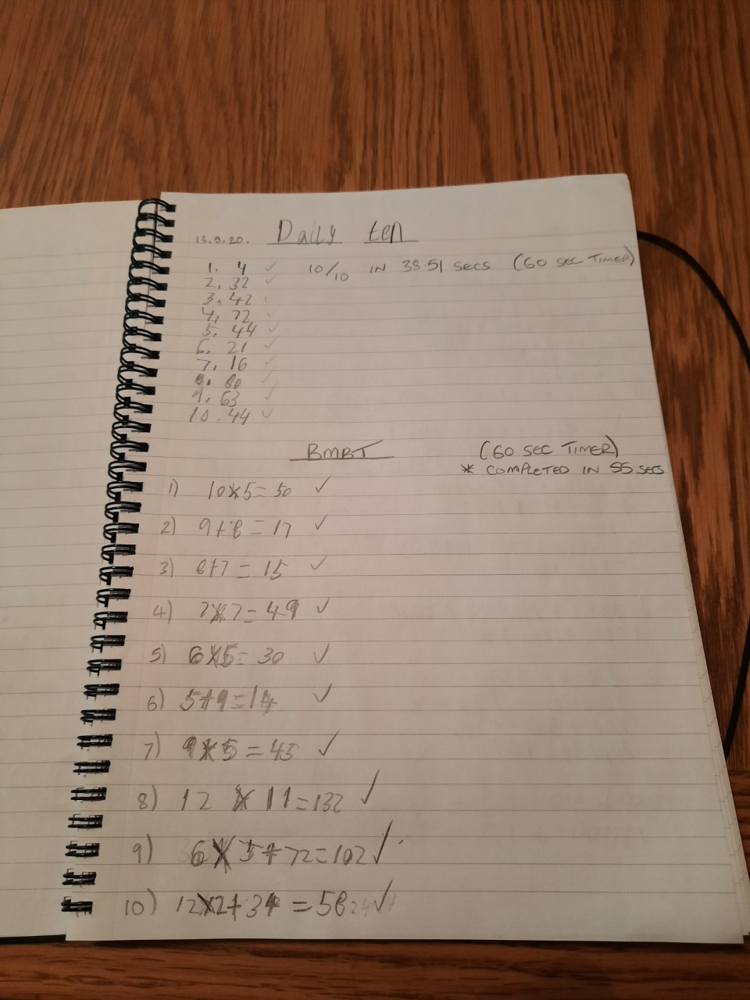 13.9.20. Daily ten
1. 4 ✓ 10/10 IN 38.51 SECS (60 SEC TIMER)
2. 32 ✓
3. 42 ✓
4. 72 ✓
5. 44 ✓
6. 21 ✓
7. 16 ✓
8. 80 ✓
9. 63 ✓
10. 44 ✓
BMBT (60 SEC TIMER)
* COMPLETED IN 55 SECS
1) 10×5=50 ✓
2) 9+8=17 ✓
3) 8+7=15 ✓
4) 7×7=49 ✓
5) 6×5=30 ✓
6) 5+9=14 ✓
7) 9×5=45 ✓
8) 12×11=132 ✓
9) 6×5+72=102 ✓
10) 12×2+34=58 ✓